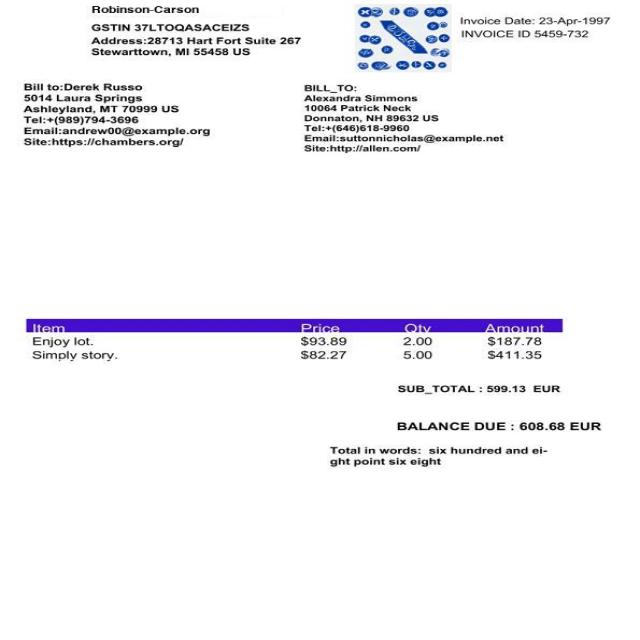 Robinson-Carson
GSTIN 37LTOQASACEIZS
Address:28713 Hart Fort Suite 267
Stewarttown, MI 55458 US
Invoice Date: 23-Apr-1997
INVOICE ID 5459-732
Bill to:Derek Russo
5014 Laura Springs
Ashleyland, MT 70999 US
Tel:+(989)794-3696
Email:andrew00@example.org
Site:https://chambers.org/
BILL_TO:
Alexandra Simmons
10064 Patrick Neck
Donnaton, NH 89632 US
Tel:+(646)618-9960
Email:suttonnicholas@example.net
Site:http://allen.com/
Item Price Qty Amount
Enjoy lot. $93.89 2.00 $187.78
Simply story. $82.27 5.00 $411.35
SUB_TOTAL : 599.13 EUR
BALANCE DUE : 608.68 EUR
Total in words: six hundred and ei-
ght point six eight